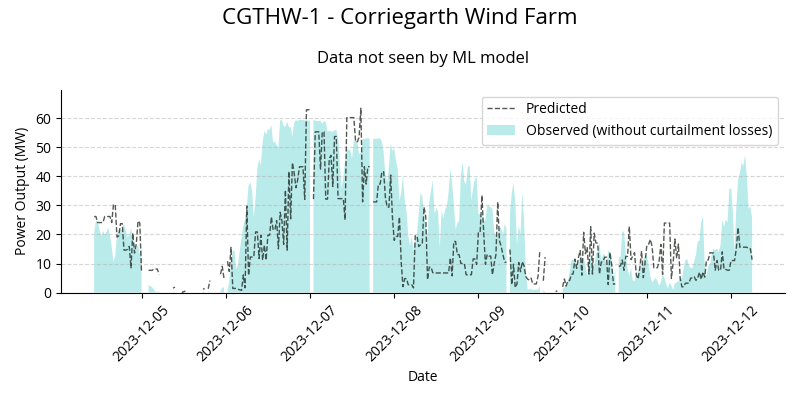 CGTHW-1 - Corriegarth Wind Farm
Data not seen by ML model
Predicted
Observed (without curtailment losses)
Power Output (MW)
60
50
40
30
20
10
0
2023-12-05
2023-12-06
2023-12-07
2023-12-08
2023-12-09
2023-12-10
2023-12-11
2023-12-12
Date